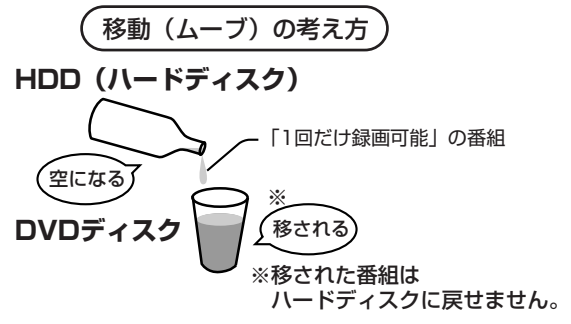 移動（ムーブ）の考え方
HDD（ハードディスク）
「1回だけ録画可能」の番組
空になる
※
DVDディスク
移される
※移された番組は
ハードディスクに戻せません。